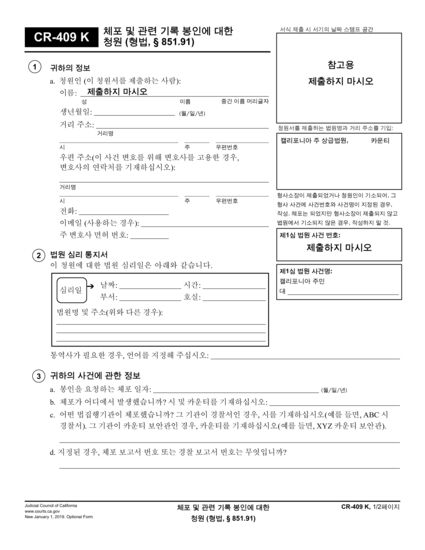 CR-409 K
체포 및 관련 기록 봉인에 대한
청원 (형법, § 851.91)
서식 제출 시 서기의 날짜 스탬프 공간
참고용
제출하지 마시오
1
귀하의 정보
a. 청원인 (이 청원서를 제출하는 사람):
이름: 제출하지 마시오
성 이름 중간 이름 머리글자
생년월일: (월/일/년)
거리 주소:
거리명
시 주 우편번호
우편 주소(이 사건 변호를 위해 변호사를 고용한 경우,
변호사의 연락처를 기재하십시오):
거리명
시 주 우편번호
전화:
이메일 (사용하는 경우):
주 변호사 면허 번호:
청원서를 제출하는 법원명과 거리 주소를 기입:
캘리포니아 주 상급법원, 카운티
형사소장이 제출되었거나 청원인이 기소되어, 그
형사 사건에 사건번호와 사건명이 지정된 경우,
작성. 체포는 되었지만 형사소장이 제출되지 않고
법원에서 기소되지 않은 경우, 작성하지 말 것.
제1심 법원 사건 번호:
제출하지 마시오
제1심 법원 사건명:
캘리포니아 주민
대
2
법원 심리 통지서
이 청원에 대한 법원 심리일은 아래와 같습니다.
심리일
날짜: 시간:
부서: 호실:
법원명 및 주소(위와 다른 경우):
통역사가 필요한 경우, 언어를 지정해 주십시오:
3
귀하의 사건에 관한 정보
a. 봉인을 요청하는 체포 일자: (월/일/년)
b. 체포가 어디에서 발생했습니까? 시 및 카운티를 기재하십시오:
c. 어떤 법집행기관이 체포했습니까? 그 기관이 경찰서인 경우, 시를 기재하십시오(예를 들면, ABC 시
경찰서). 그 기관이 카운티 보안관인 경우, 카운티를 기재하십시오(예를 들면, XYZ 카운티 보안관).
d. 지정된 경우, 체포 보고서 번호 또는 경찰 보고서 번호는 무엇입니까?
Judicial Council of California
www.courts.ca.gov
New January 1, 2019. Optional Form
체포 및 관련 기록 봉인에 대한
청원 (형법, § 851.91)
CR-409 K, 1/2페이지